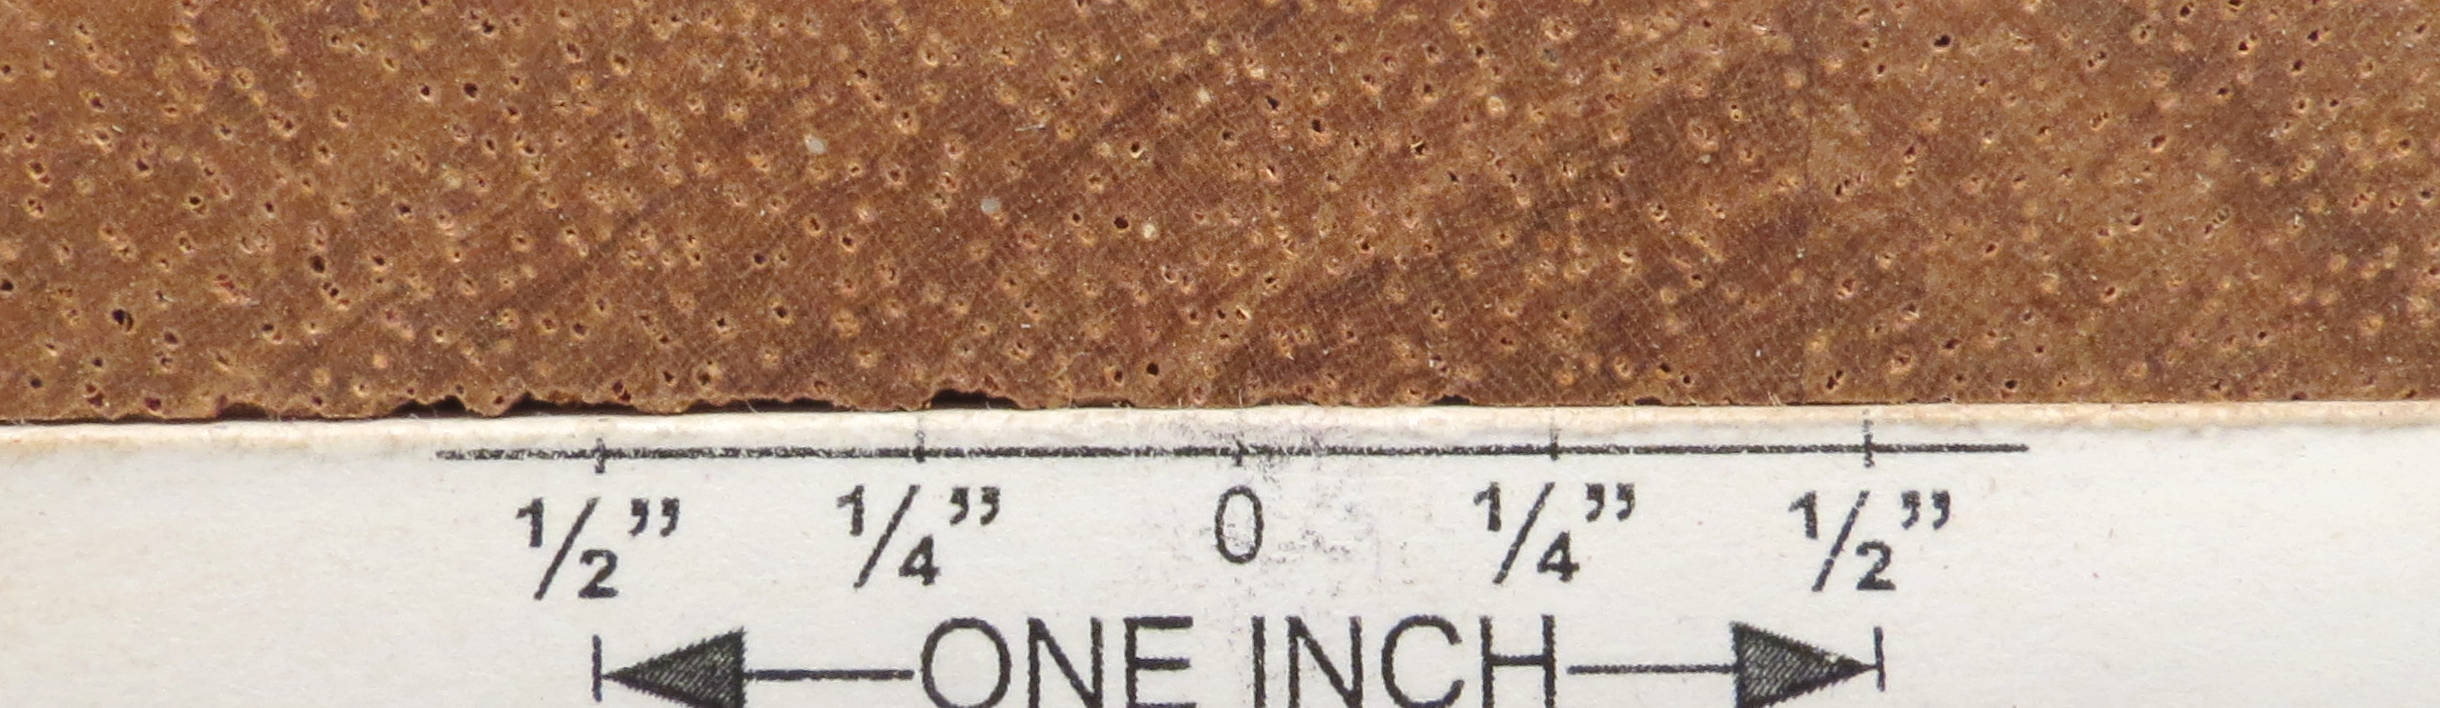 1/2” 1/4” 0 1/4” 1/2”
ONE INCH